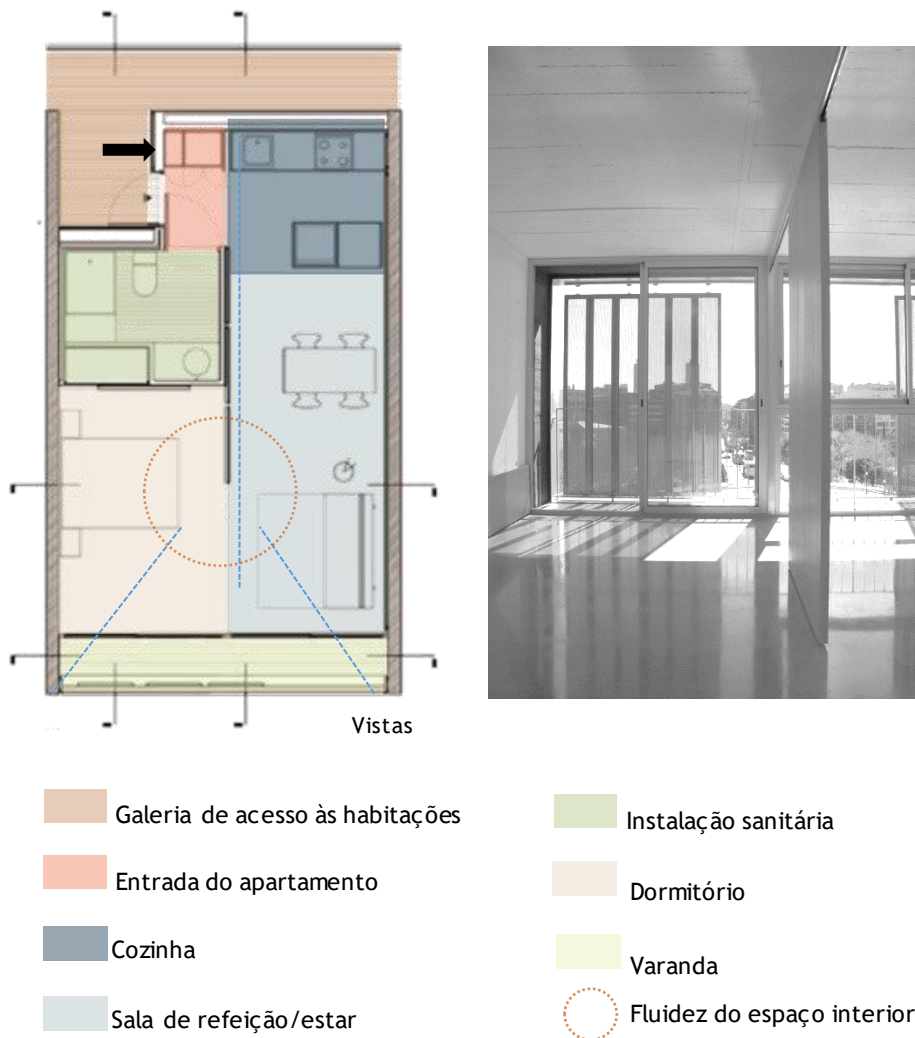 Vistas
Galeria de acesso às habitações
Entrada do apartamento
Cozinha
Sala de refeição/estar
Instalação sanitária
Dormitório
Varanda
Fluidez do espaço interior